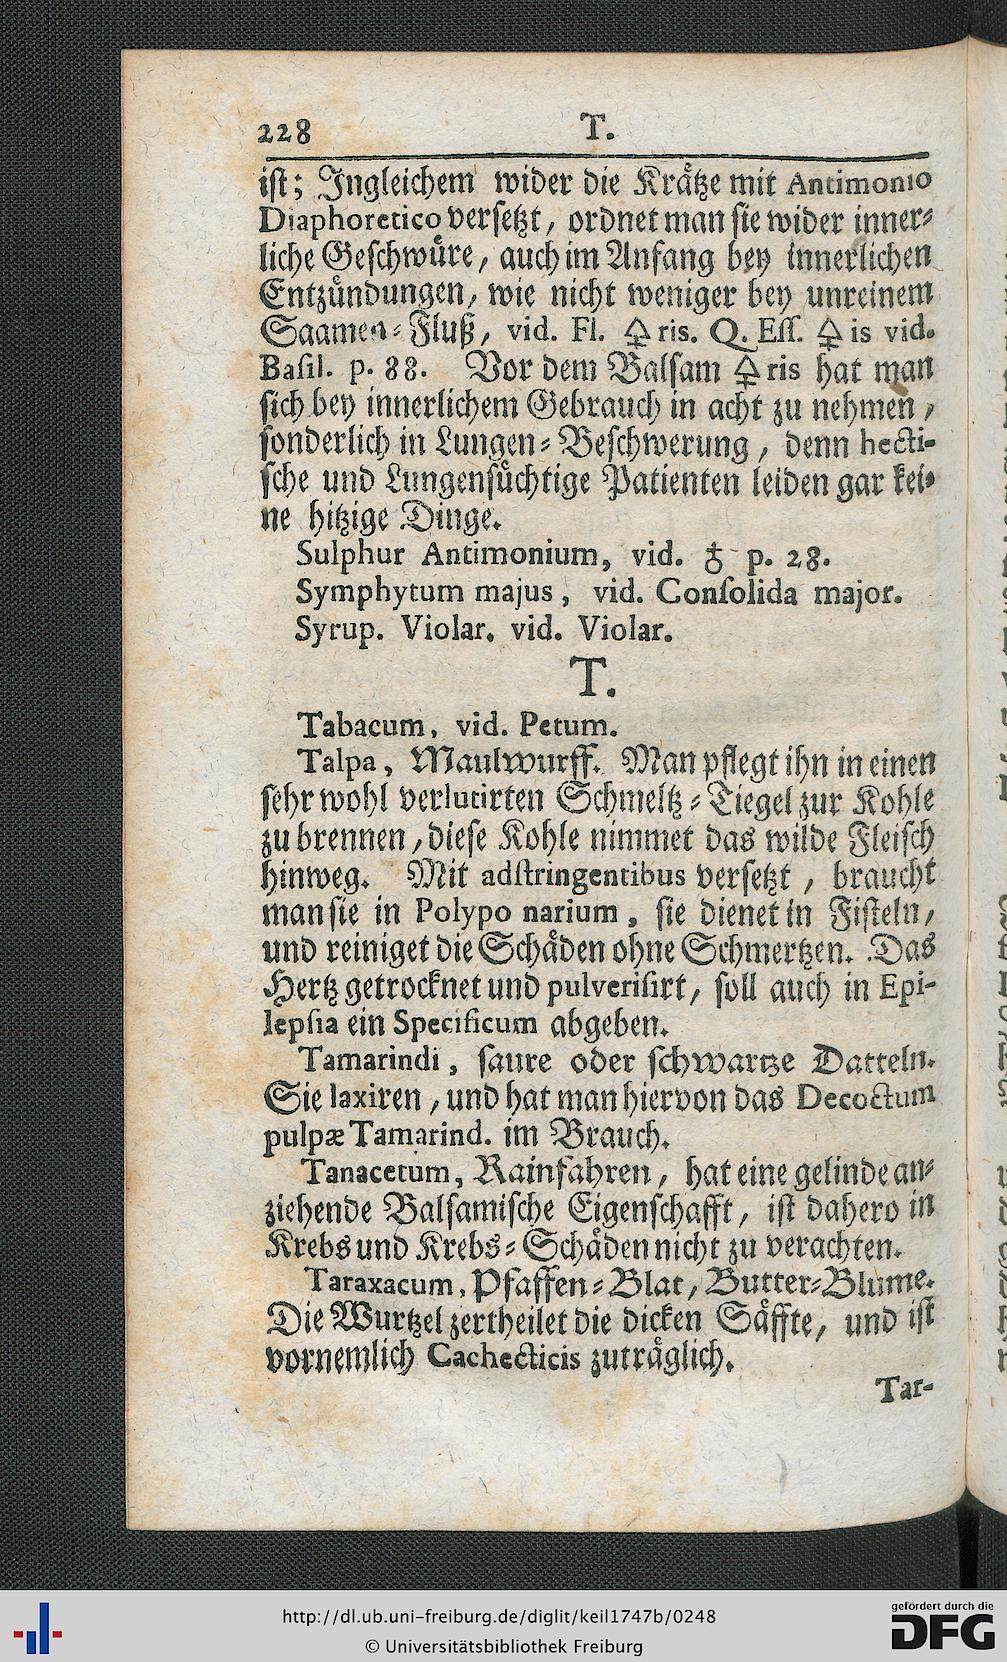 228 T.
ist; Ingleichem wider die Krätze mit Antimonio
Diaphoretico versetzt, ordnet man sie wider inner-
liche Geschwüre, auch im Anfang bey innerlichen
Entzündungen, wie nicht weniger bey unreinem
Saamen-Fluß, vid. Fl. 🜍ris. Q. Ess. 🜍is vid.
Basil. p. 88. Vor dem Balsam 🜍ris hat man
sich bey innerlichem Gebrauch in acht zu nehmen,
sonderlich in Lungen-Beschwerung, denn hecti-
sche und Lungensüchtige Patienten leiden gar kei-
ne hitzige Dinge.
Sulphur Antimonium, vid. ♁ p. 28.
Symphytum majus, vid. Consolida major.
Syrup. Violar. vid. Violar.
T.
Tabacum, vid. Petum.
Talpa, Maulwurff. Man pflegt ihn in einen
sehr wohl verlutirten Schmeltz-Tiegel zur Kohle
zu brennen, diese Kohle nimmet das wilde Fleisch
hinweg. Mit adstringentibus versetzt, braucht
man sie in Polypo narium, sie dienet in Fisteln,
und reiniget die Schäden ohne Schmertzen. Das
Hertz getrocknet und pulverisirt, soll auch in Epi-
lepsia ein Specificum abgeben.
Tamarindi, saure oder schwartze Datteln.
Sie laxiren, und hat man hiervon das Decoctum
pulpæ Tamarind. im Brauch.
Tanacetum, Rainfahren, hat eine gelinde an-
ziehende Balsamische Eigenschafft, ist dahero in
Krebs und Krebs-Schäden nicht zu verachten.
Taraxacum, Pfaffen-Blat, Butter-Blume.
Die Wurtzel zertheilet die dicken Säffte, und ist
vornemlich Cachecticis zuträglich.
Tar-
http://dl.ub.uni-freiburg.de/diglit/keil1747b/0248
© Universitätsbibliothek Freiburg
gefördert durch die
DFG